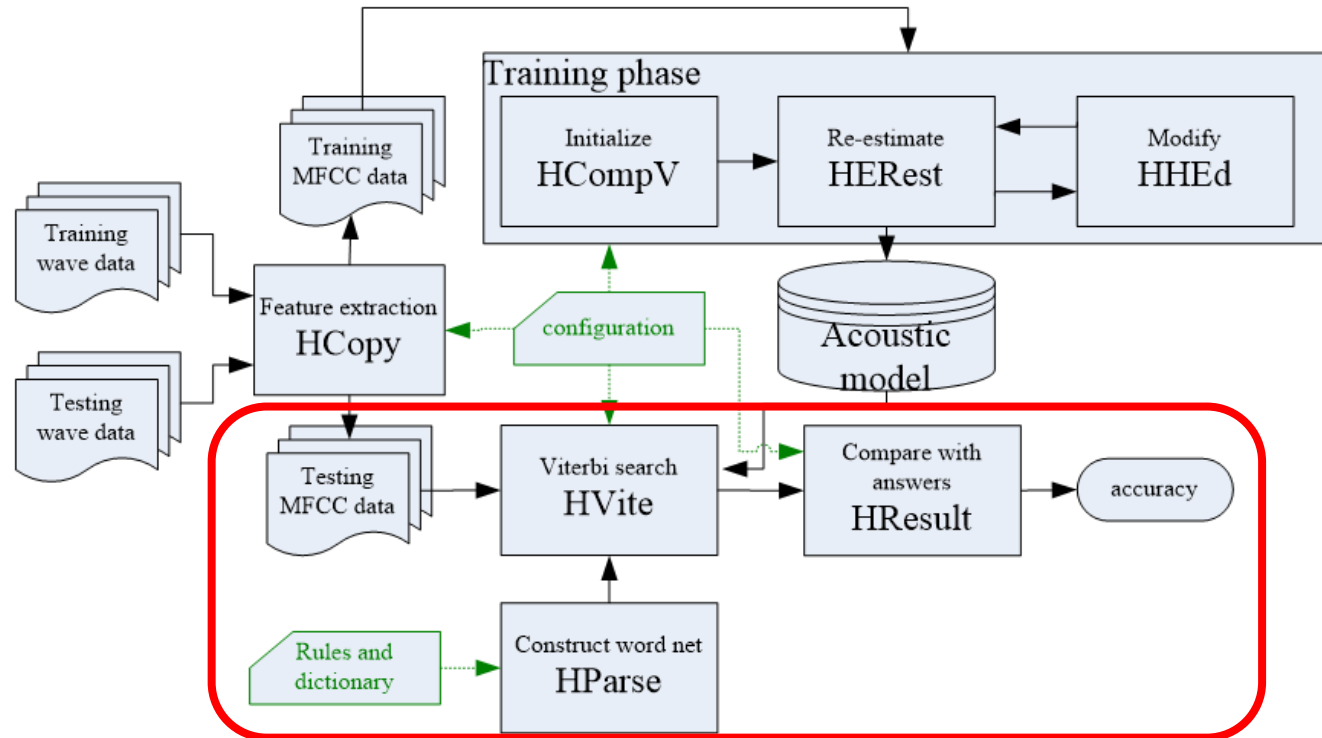 Training phase
Training
MFCC data
Initialize
HCompV
Re-estimate
HERest
Modify
HHEd
Training
wave data
Feature extraction
HCopy
configuration
Acoustic
model
Testing
wave data
Testing
MFCC data
Viterbi search
HVite
Compare with
answers
HResult
accuracy
Rules and
dictionary
Construct word net
HParse